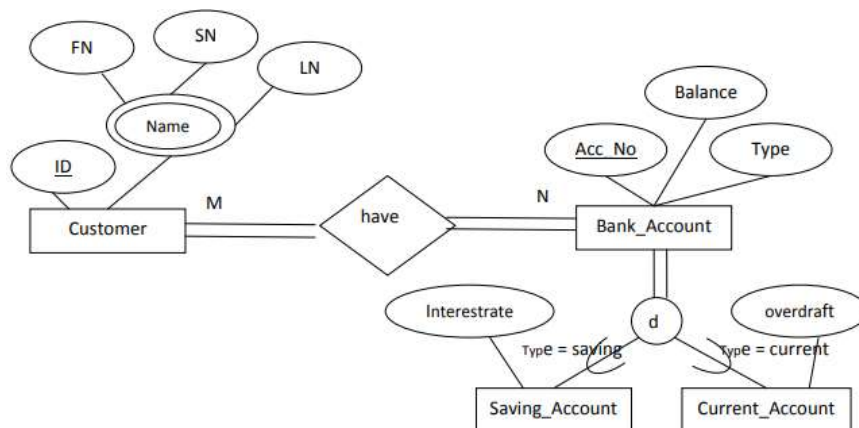 SN
FN
LN
Name
Balance
Acc_No
Type
ID
M
N
have
Customer
Bank_Account
Interestrate
overdraft
d
Type = saving
Type = current
Saving_Account
Current_Account